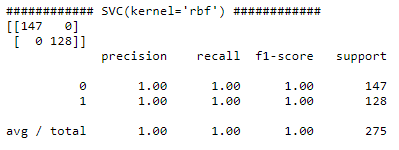 ############ SVC(kernel='rbf') ############
[[147   0]
 [  0 128]]
             precision    recall  f1-score   support

          0       1.00      1.00      1.00       147
          1       1.00      1.00      1.00       128

avg / total       1.00      1.00      1.00       275